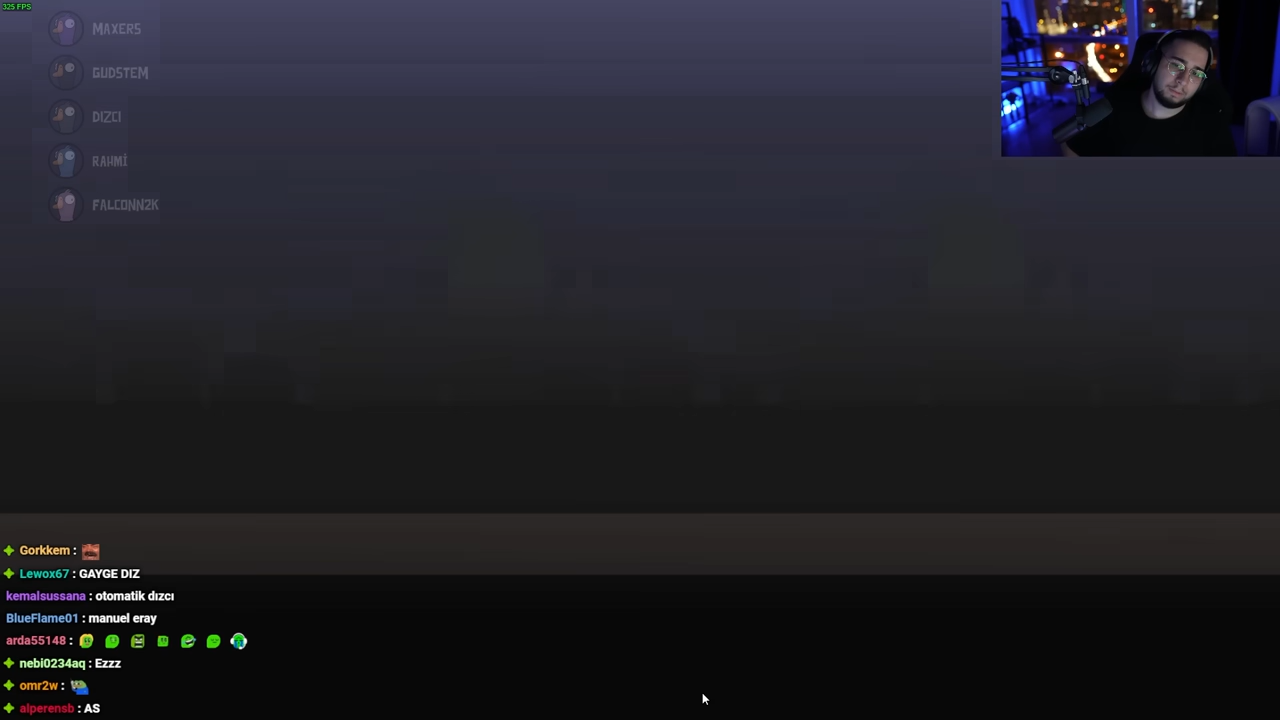 325 FPS
MAXERS
GUDSTEM
DIZCI
RAHMİ
FALCONN2K
Gorkkem :
Lewox67 : GAYGE DIZ
kemalsussana : otomatik dızcı
BlueFlame01 : manuel eray
arda55148 :
nebi0234aq : Ezzz
omr2w :
alperensb : AS